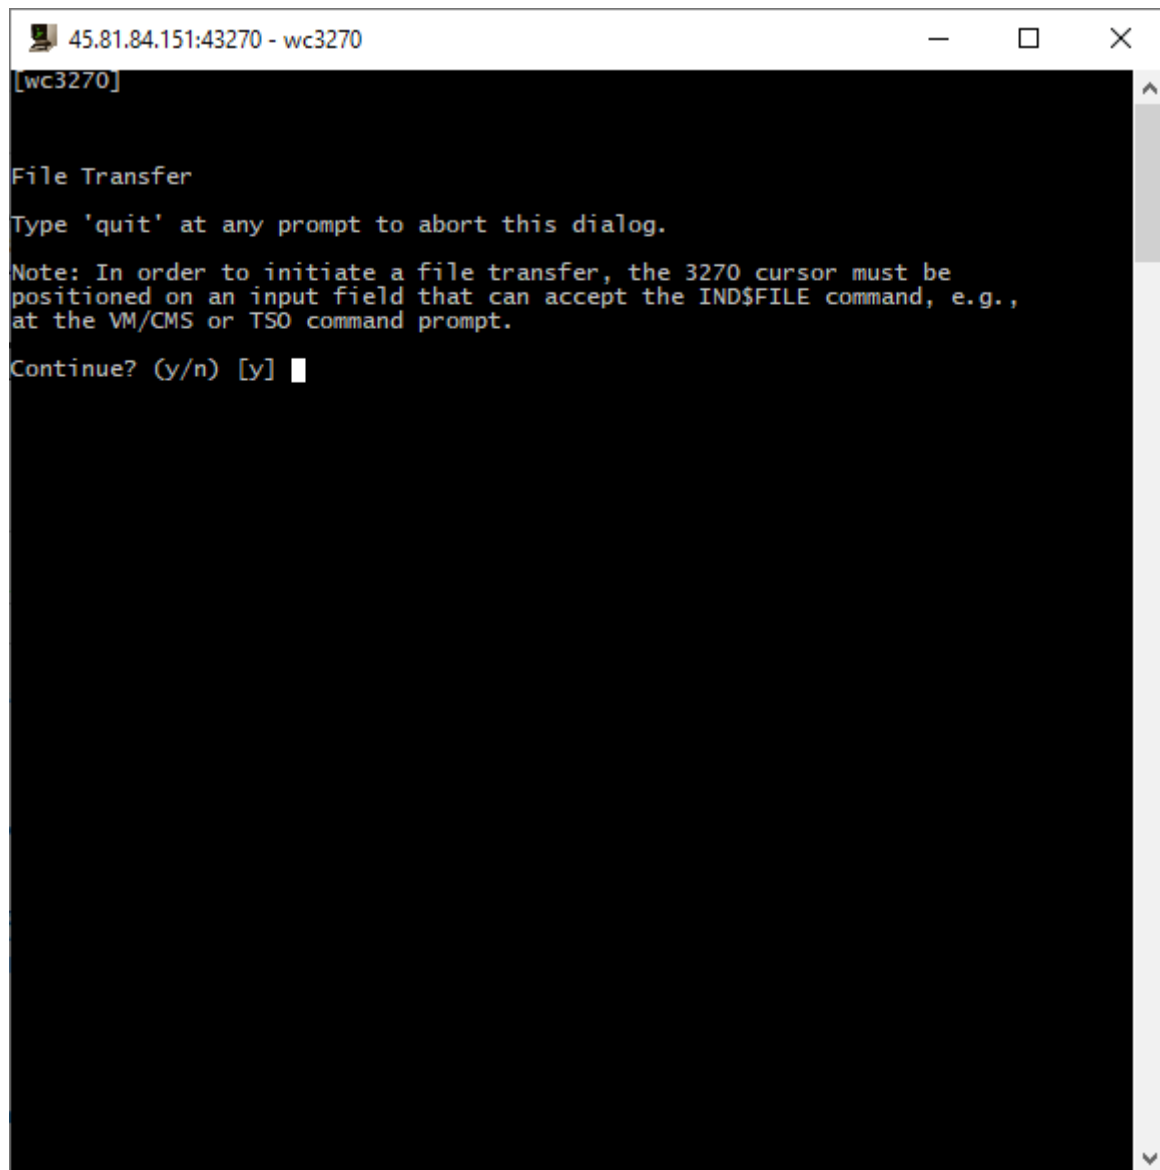 45.81.84.151:43270 - wc3270
[wc3270]
File Transfer
Type 'quit' at any prompt to abort this dialog.
Note: In order to initiate a file transfer, the 3270 cursor must be
positioned on an input field that can accept the IND$FILE command, e.g.,
at the VM/CMS or TSO command prompt.
Continue? (y/n) [y]